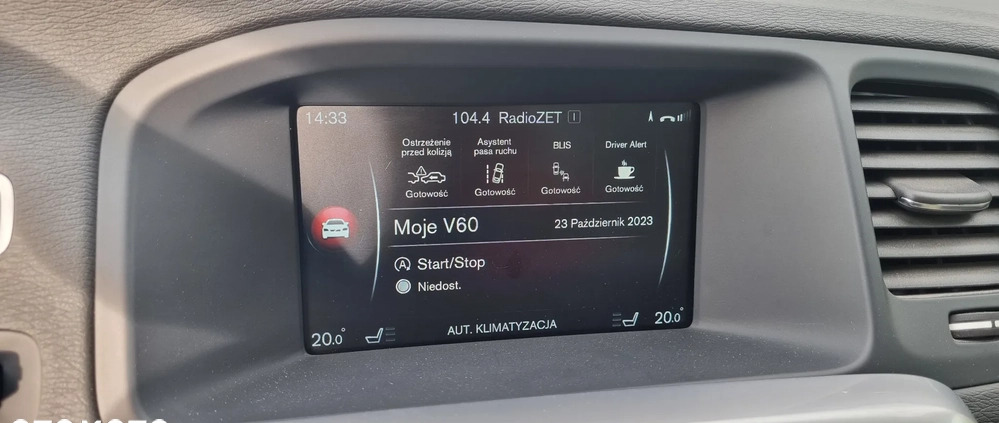 14:33 104.4 RadioZET
Ostrzeżenie
przed kolizją
Gotowość
Asystent
pasa ruchu
Gotowość
BLIS
Gotowość
Driver Alert
Gotowość
Moje V60 23 Październik 2023
Start/Stop
Niedost.
20.0° AUT. KLIMATYZACJA 20.0°
OTOMOTO